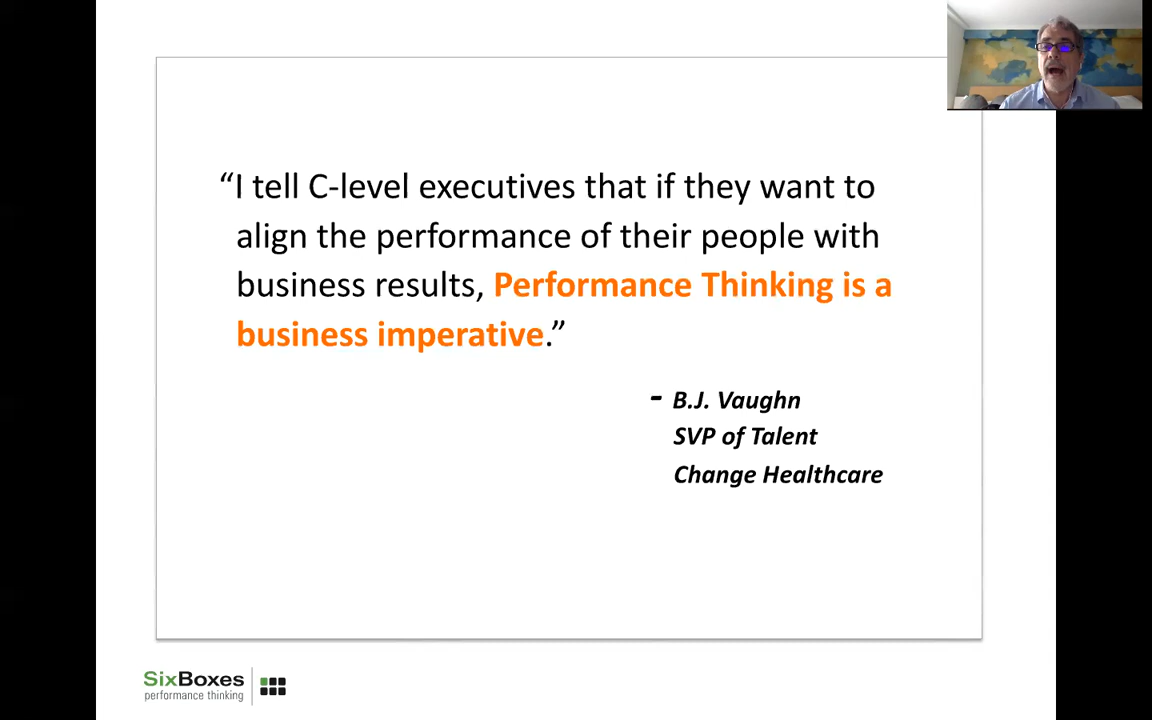 “I tell C-level executives that if they want to
align the performance of their people with
business results, Performance Thinking is a
business imperative.”
- B.J. Vaughn
SVP of Talent
Change Healthcare
SixBoxes
performance thinking